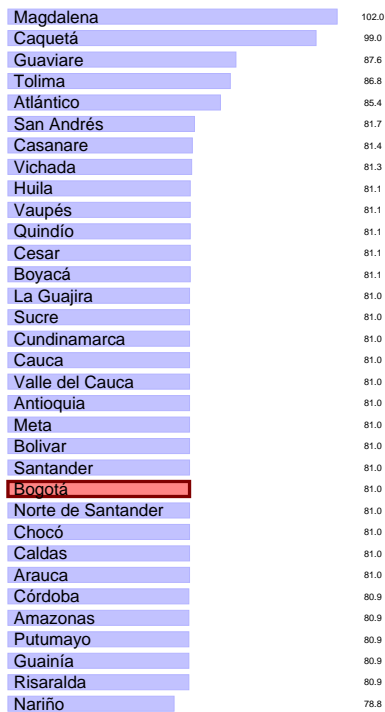 Magdalena 102.0
Caquetá 99.0
Guaviare 87.6
Tolima 86.8
Atlántico 85.4
San Andrés 81.7
Casanare 81.4
Vichada 81.3
Huila 81.1
Vaupés 81.1
Quindío 81.1
Cesar 81.1
Boyacá 81.1
La Guajira 81.0
Sucre 81.0
Cundinamarca 81.0
Cauca 81.0
Valle del Cauca 81.0
Antioquia 81.0
Meta 81.0
Bolivar 81.0
Santander 81.0
Bogotá 81.0
Norte de Santander 81.0
Chocó 81.0
Caldas 81.0
Arauca 81.0
Córdoba 80.9
Amazonas 80.9
Putumayo 80.9
Guainía 80.9
Risaralda 80.9
Nariño 78.8